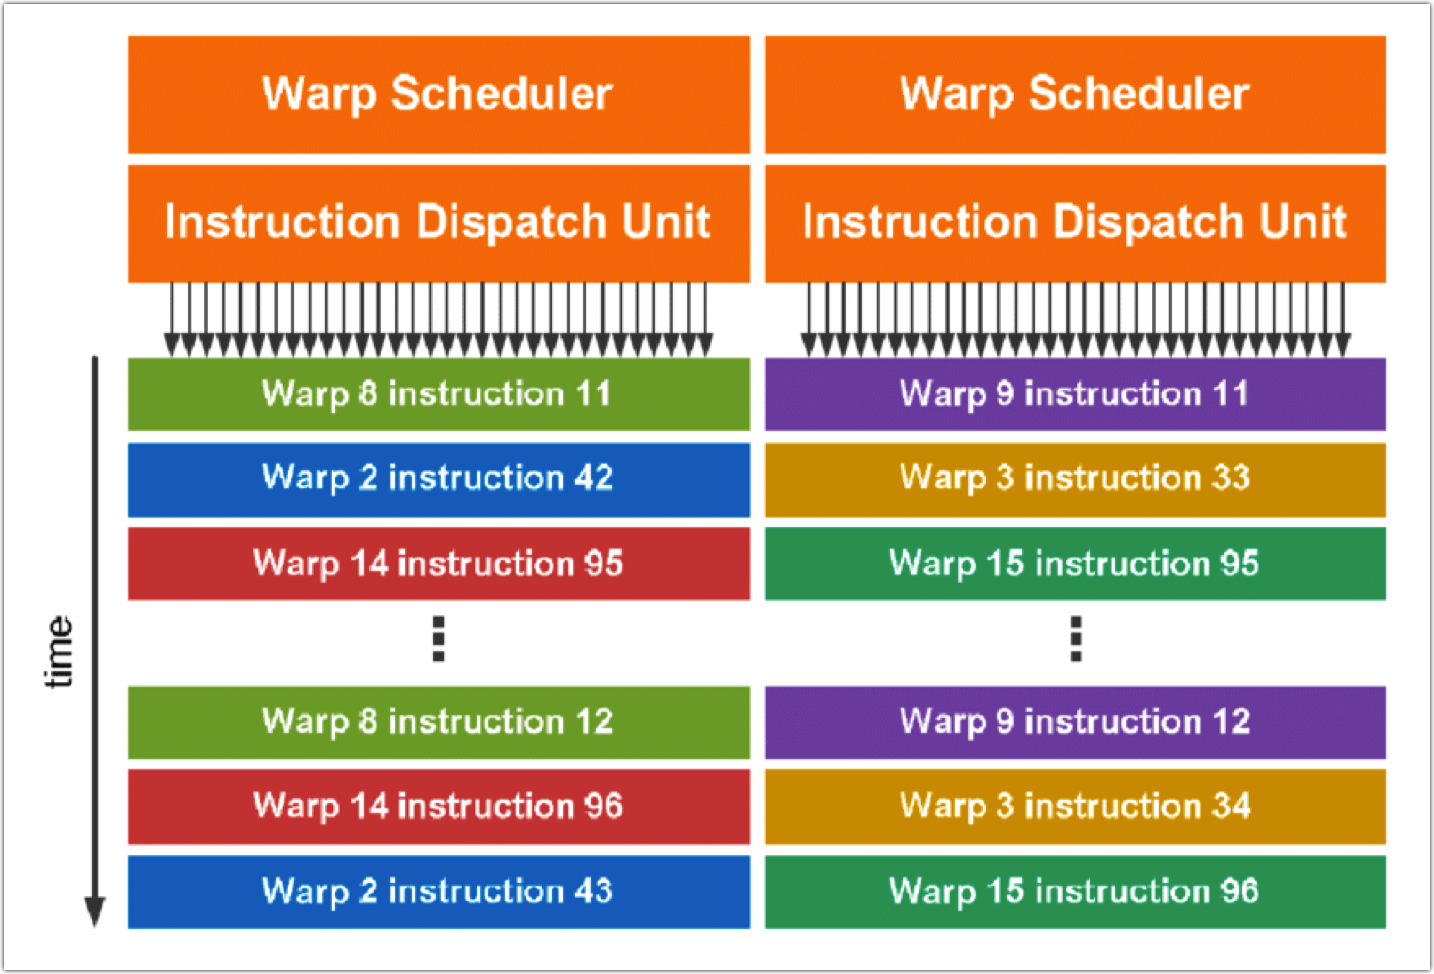 Warp Scheduler
Warp Scheduler
Instruction Dispatch Unit
Instruction Dispatch Unit
Warp 8 instruction 11
Warp 9 instruction 11
Warp 2 instruction 42
Warp 3 instruction 33
Warp 14 instruction 95
Warp 15 instruction 95
time
Warp 8 instruction 12
Warp 9 instruction 12
Warp 14 instruction 96
Warp 3 instruction 34
Warp 2 instruction 43
Warp 15 instruction 96